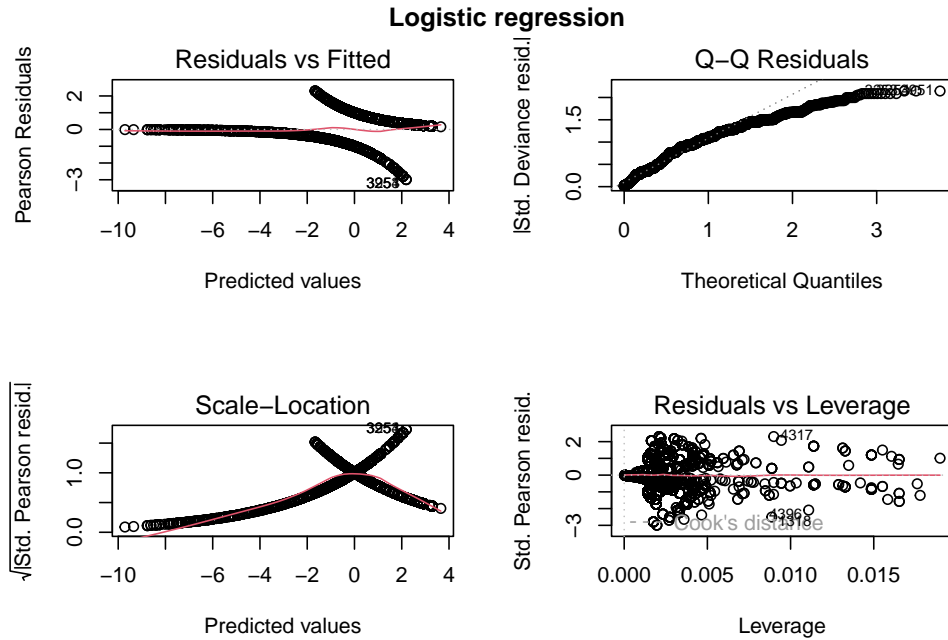 Logistic regression
Residuals vs Fitted
Pearson Residuals
2
0
−3
−10
−6
−4
−2
0
2
4
Predicted values
Q−Q Residuals
|Std. Deviance resid.|
1.5
0.0
0
1
2
3
Theoretical Quantiles
Scale−Location
√|Std. Pearson resid.|
1.0
0.0
−10
−6
−4
−2
0
2
4
Predicted values
Residuals vs Leverage
Std. Pearson resid.
2
0
−3
4317
4396
1318
Cook's distance
0.000
0.005
0.010
0.015
Leverage